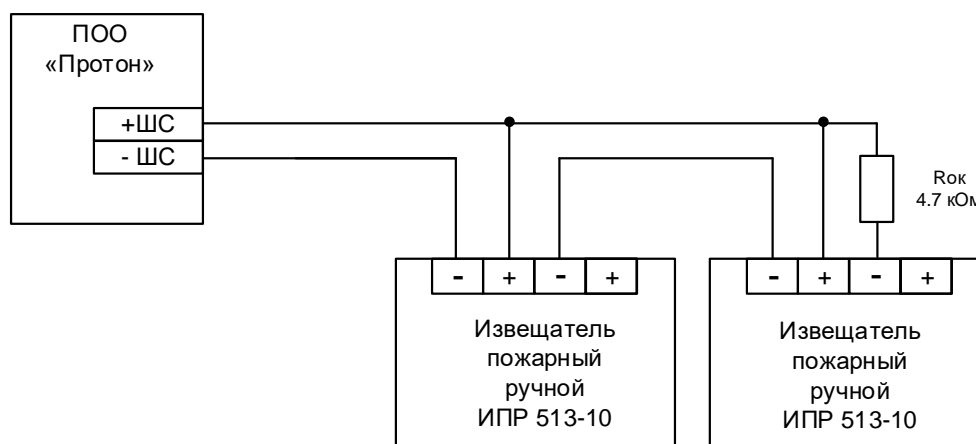 ПОО
«Протон»
+ШС
- ШС
Rок
4.7 кОм
- + - +
- + - +
Извещатель
пожарный
ручной
ИПР 513-10
Извещатель
пожарный
ручной
ИПР 513-10